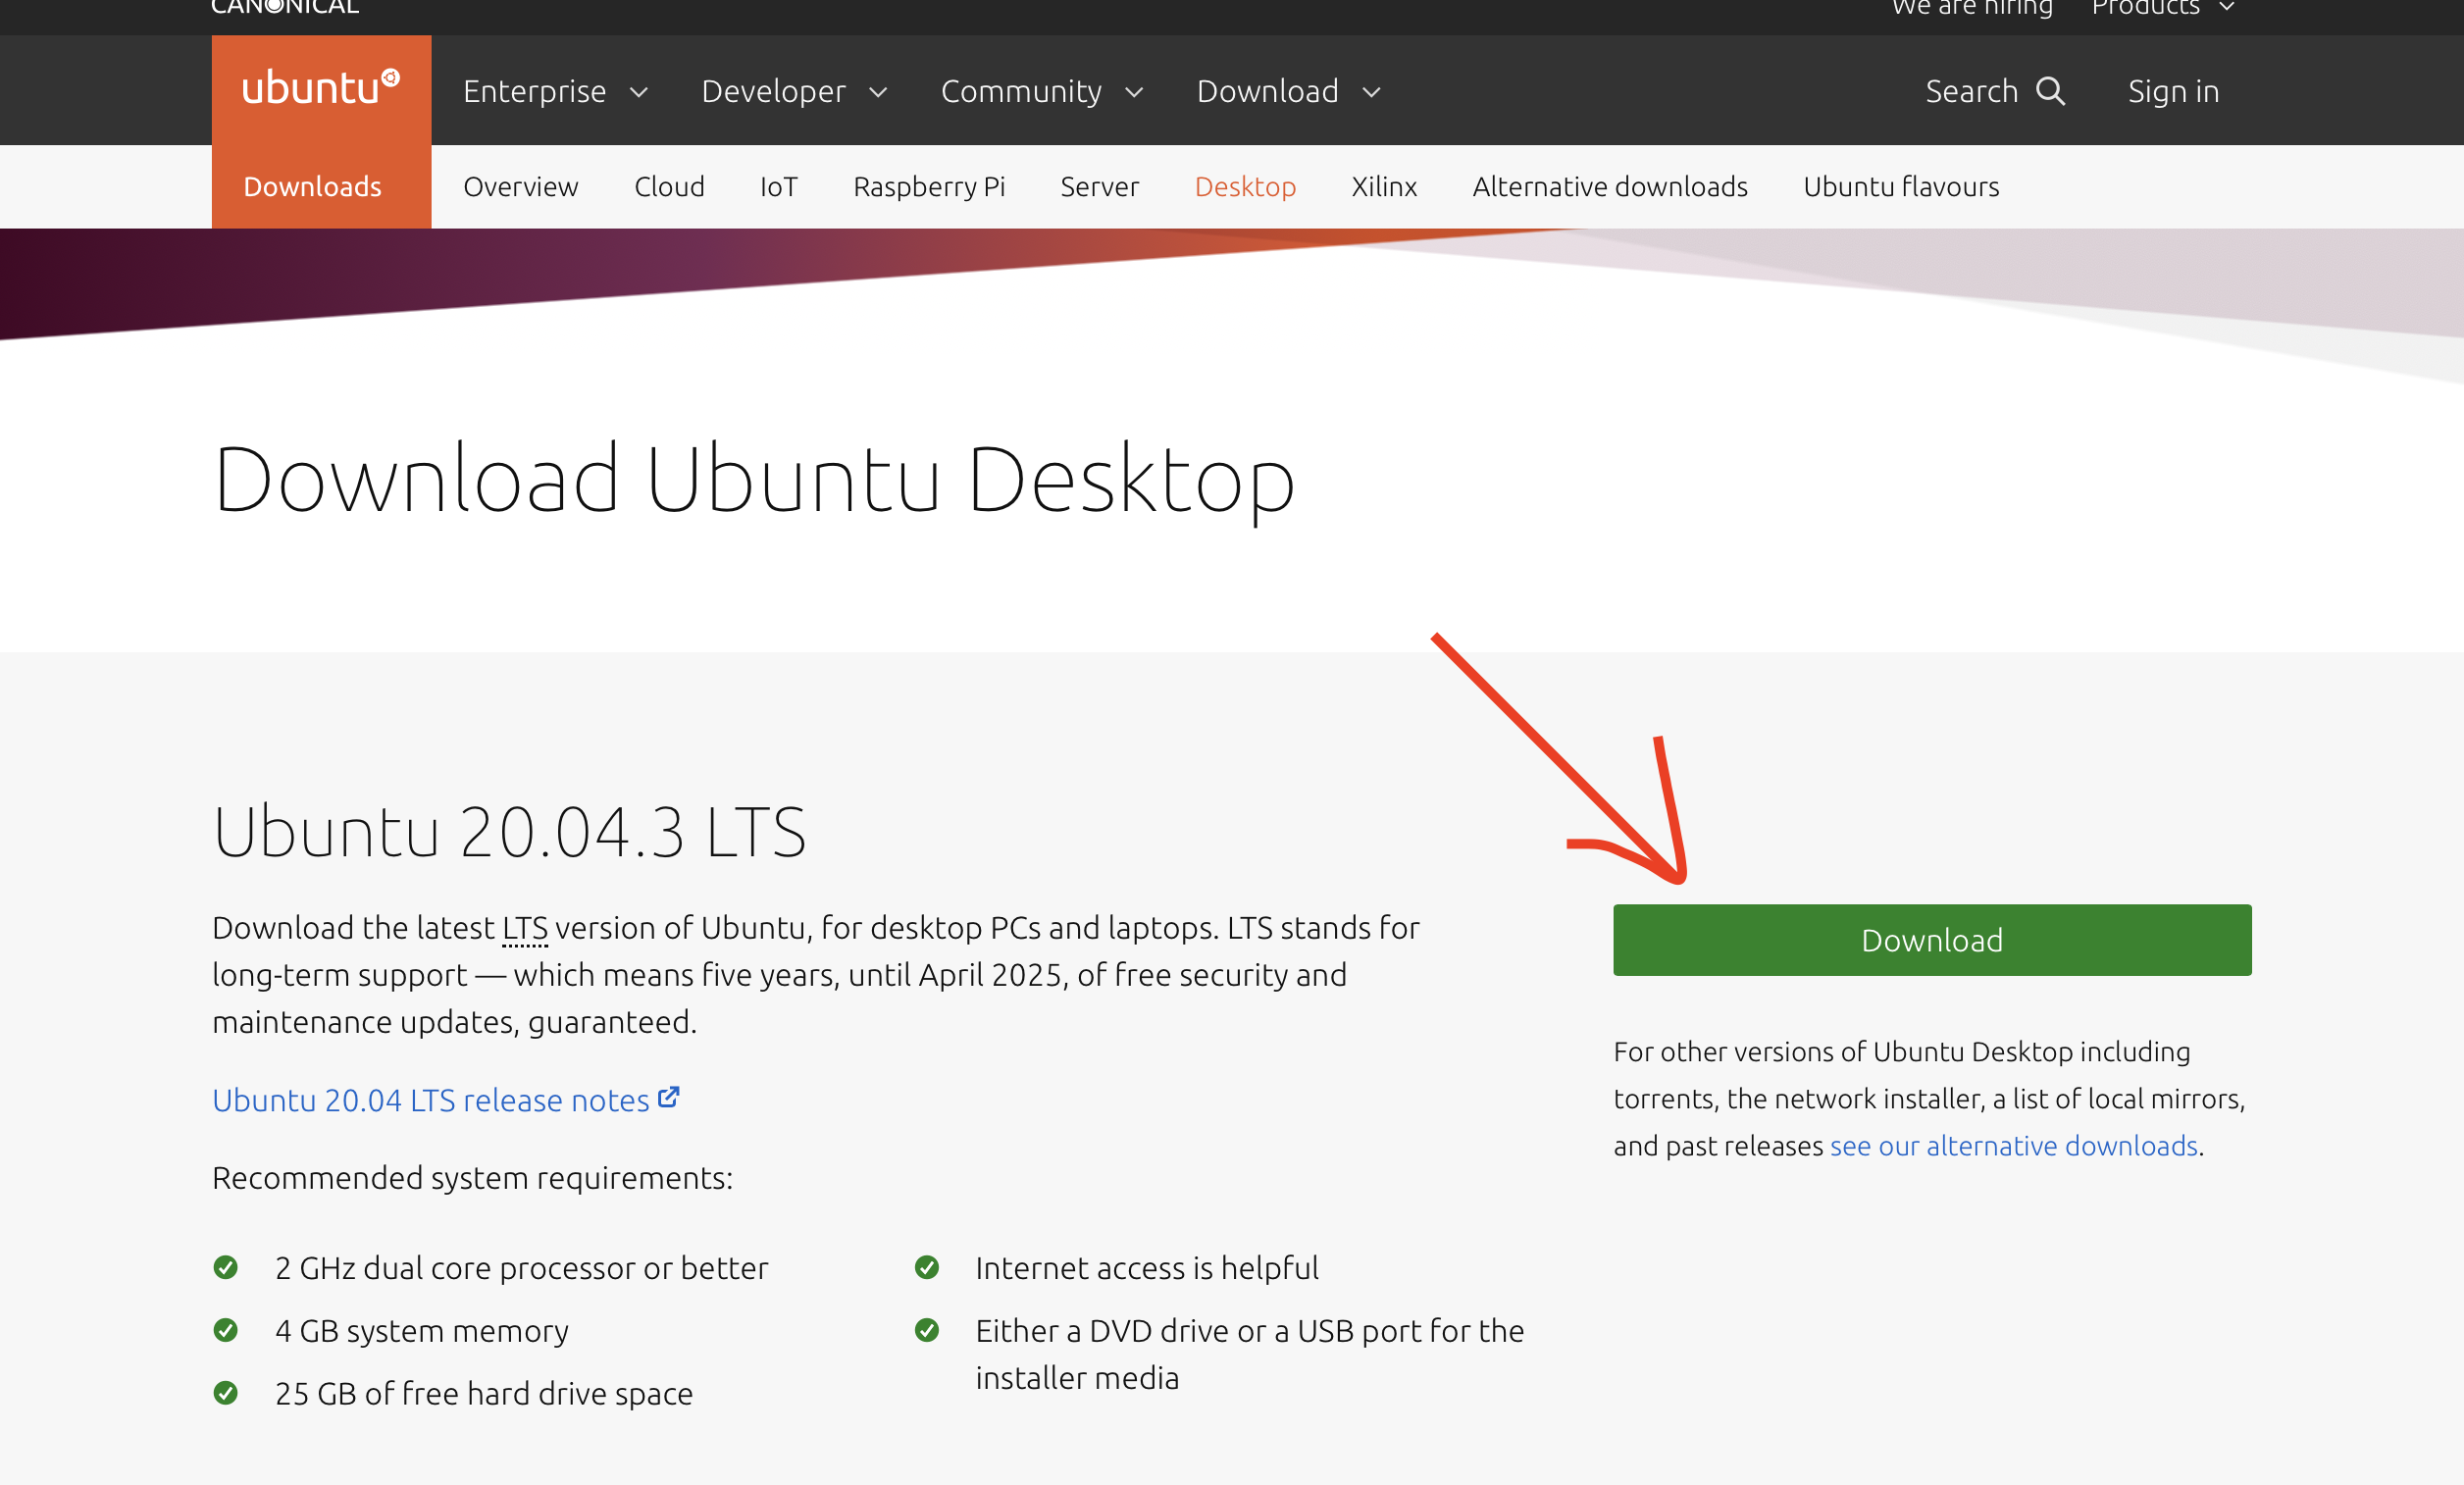 CANONICAL
We are hiring Products
ubuntu
Enterprise Developer Community Download Search Sign in
Downloads Overview Cloud IoT Raspberry Pi Server Desktop Xilinx Alternative downloads Ubuntu flavours
Download Ubuntu Desktop
Ubuntu 20.04.3 LTS
Download the latest LTS version of Ubuntu, for desktop PCs and laptops. LTS stands for
long-term support — which means five years, until April 2025, of free security and
maintenance updates, guaranteed.
Ubuntu 20.04 LTS release notes
Recommended system requirements:
2 GHz dual core processor or better
4 GB system memory
25 GB of free hard drive space
Internet access is helpful
Either a DVD drive or a USB port for the
installer media
Download
For other versions of Ubuntu Desktop including
torrents, the network installer, a list of local mirrors,
and past releases see our alternative downloads.